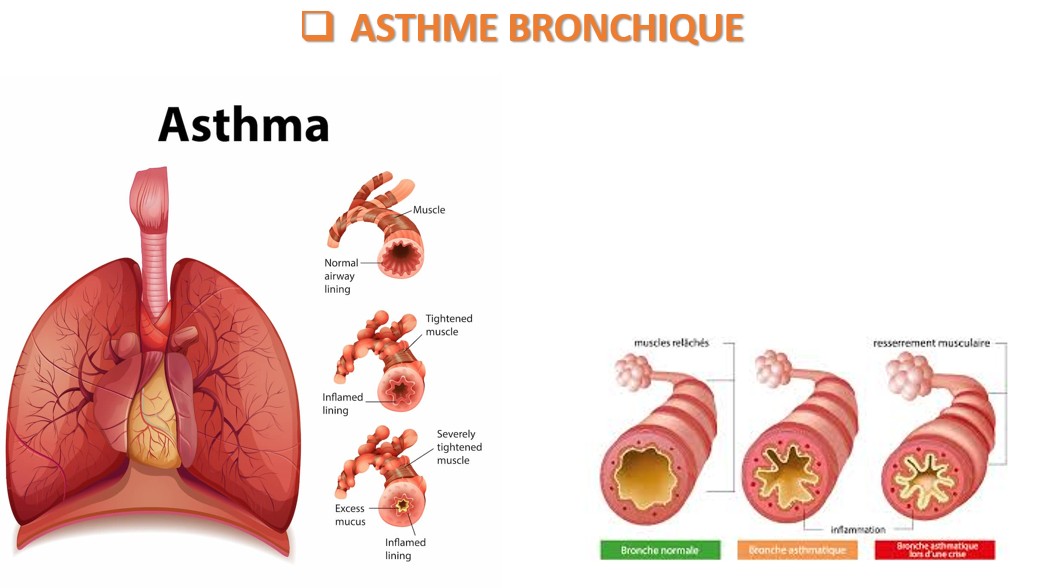 ASTHME BRONCHIQUE
Asthma
Muscle
Normal
airway
lining
Tightened
muscle
Inflamed
lining
Severely
tightened
muscle
Excess
mucus
Inflamed
lining
muscles relâchés
resserrement musculaire
inflammation
Bronche normale
Bronche asthmatique
Bronche asthmatique
lors d'une crise